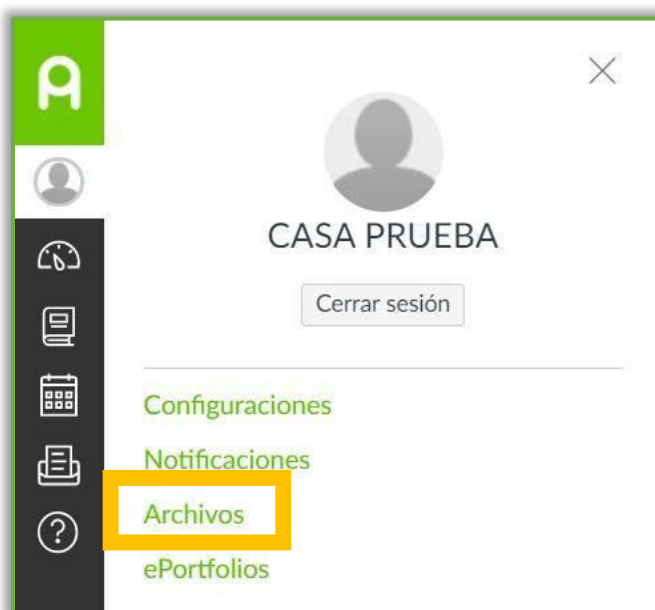 CASA PRUEBA
Cerrar sesión
Configuraciones
Notificaciones
Archivos
ePortfolios